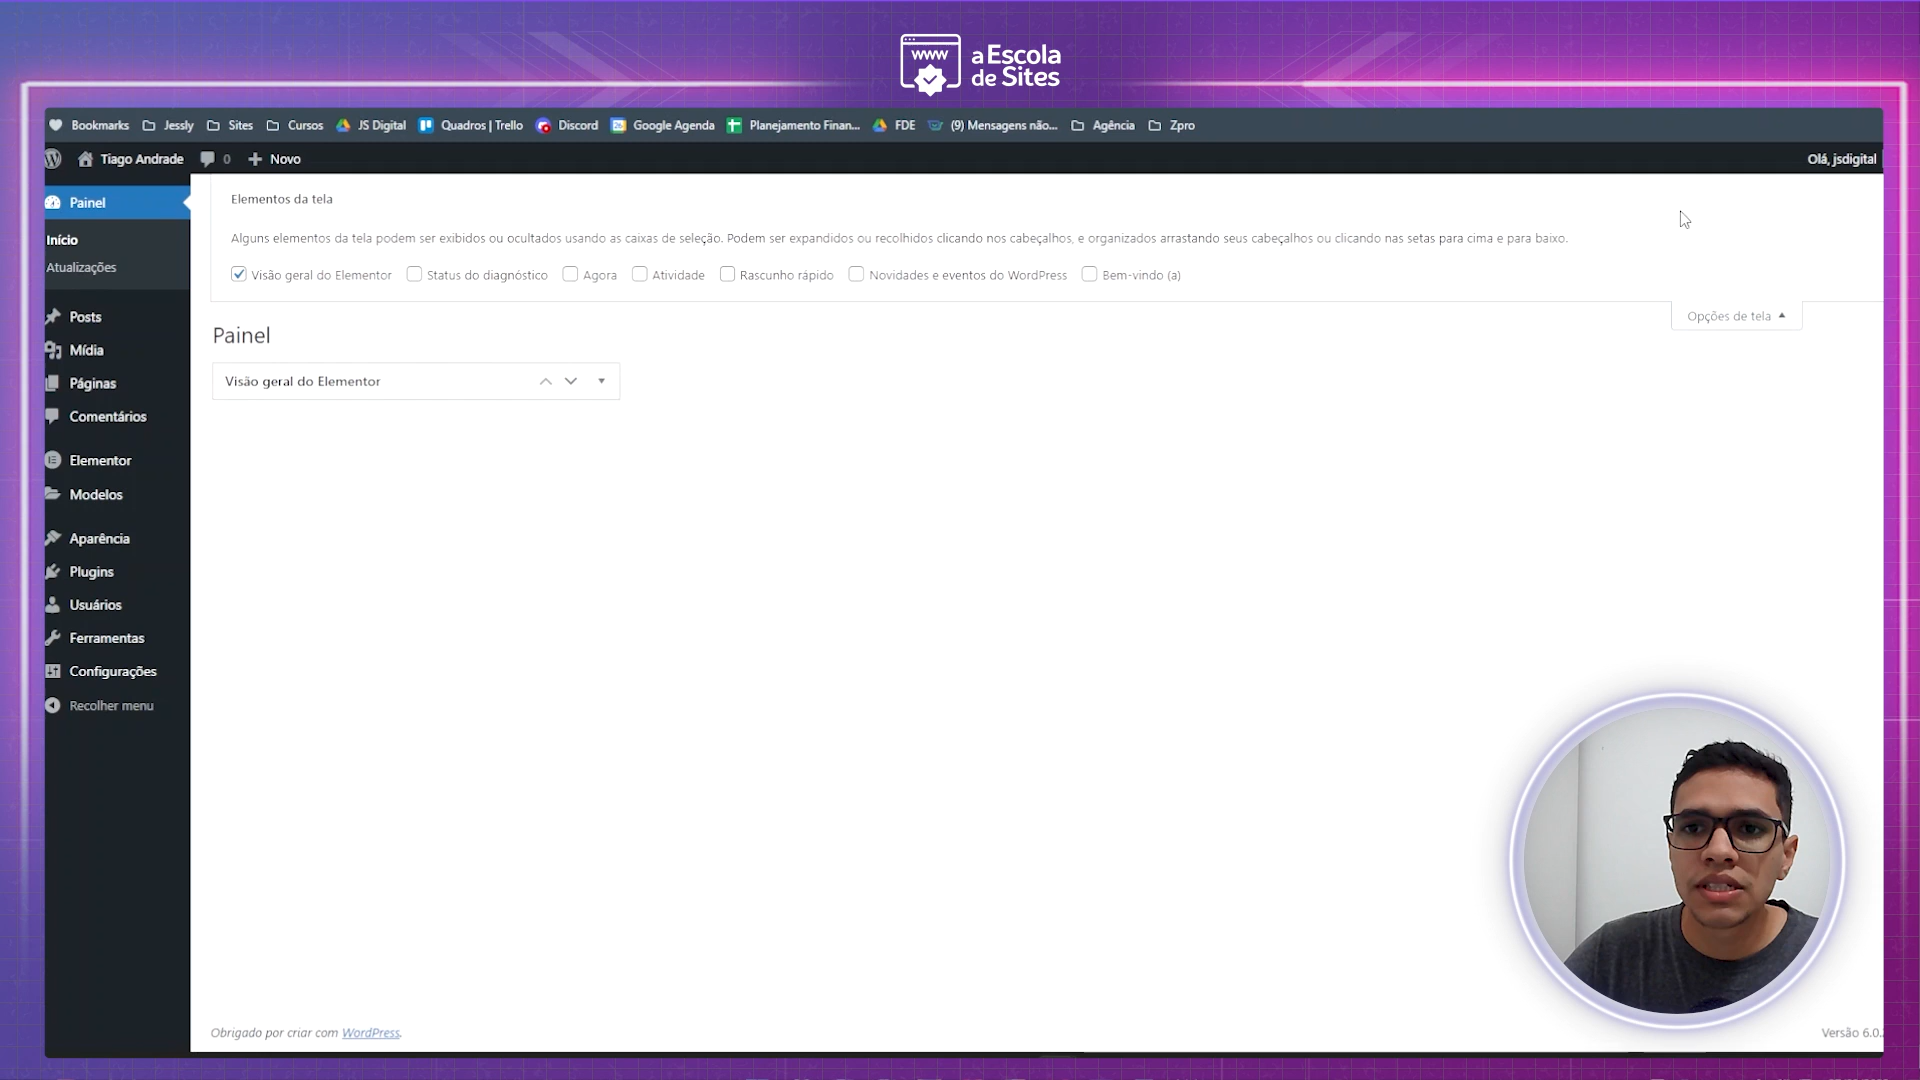 www
a Escola
de Sites
Bookmarks Jessly Sites Cursos JS Digital Quadros | Trello Discord Google Agenda Planejamento Finan... FDE (9) Mensagens não... Agência Zpro
Tiago Andrade 0 Novo Olá, jsdigital
Painel
Início
Atualizações
Posts
Mídia
Páginas
Comentários
Elementor
Modelos
Aparência
Plugins
Usuários
Ferramentas
Configurações
Recolher menu
Elementos da tela
Alguns elementos da tela podem ser exibidos ou ocultados usando as caixas de seleção. Podem ser expandidos ou recolhidos clicando nos cabeçalhos, e organizados arrastando seus cabeçalhos ou clicando nas setas para cima e para baixo.
Visão geral do Elementor Status do diagnóstico Agora Atividade Rascunho rápido Novidades e eventos do WordPress Bem-vindo (a)
Opções de tela
Painel
Visão geral do Elementor
Obrigado por criar com WordPress.
Versão 6.0.